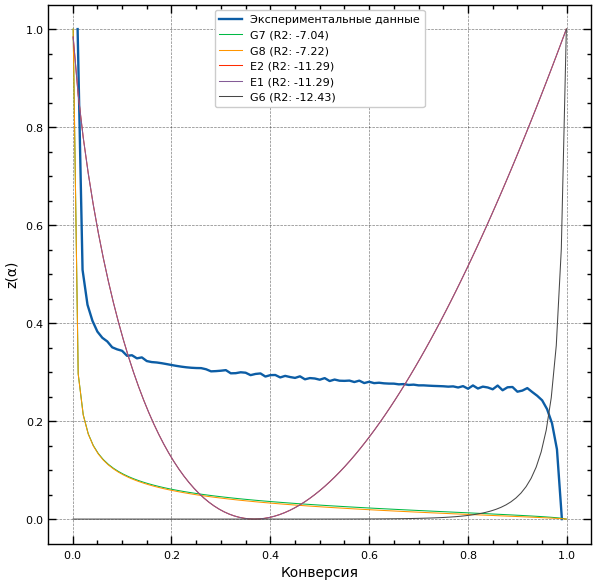 Экспериментальные данные
G7 (R2: -7.04)
G8 (R2: -7.22)
E2 (R2: -11.29)
E1 (R2: -11.29)
G6 (R2: -12.43)
1.0
0.8
0.6
0.4
0.2
0.0
z(α)
0.0 0.2 0.4 0.6 0.8 1.0
Конверсия